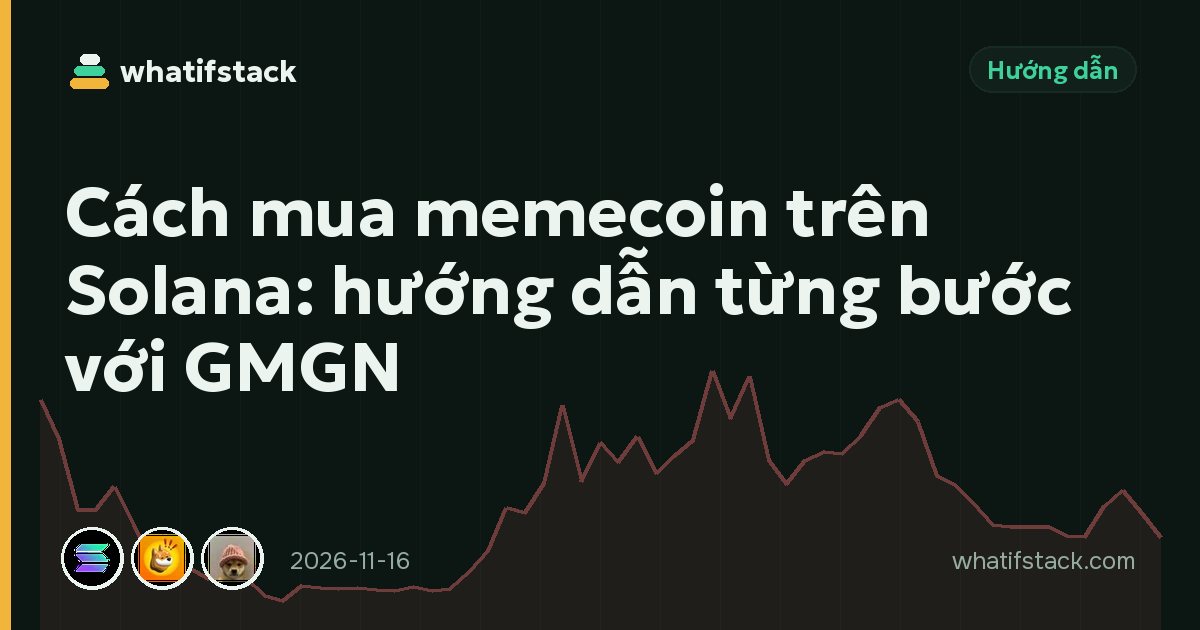 whatifstack
Hướng dẫn
Cách mua memecoin trên
Solana: hướng dẫn từng bước
với GMGN
2026-11-16
whatifstack.com